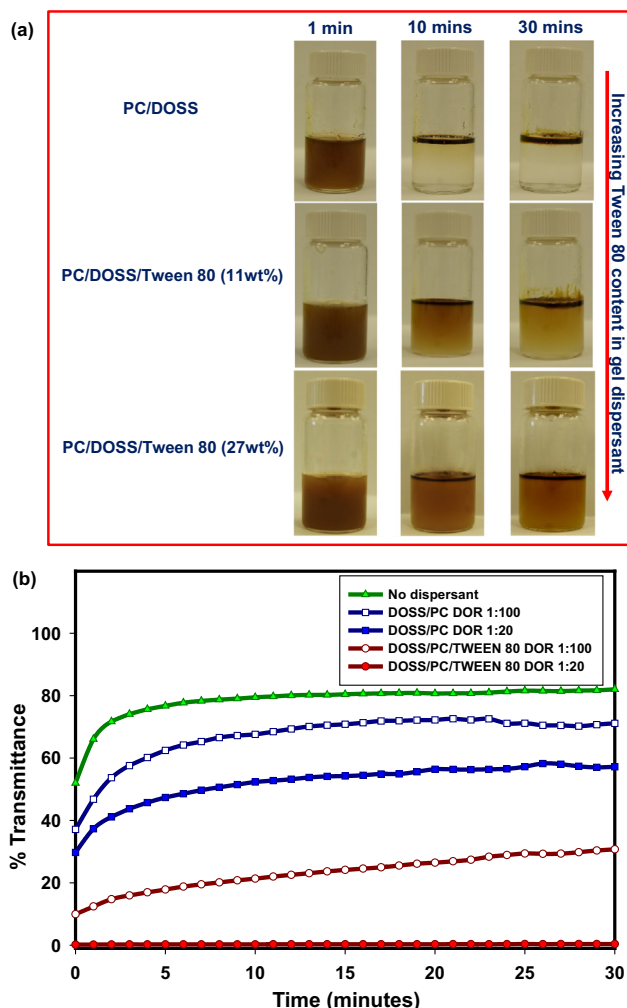 (a)
1 min 10 mins 30 mins
PC/DOSS
PC/DOSS/Tween 80 (11wt%)
PC/DOSS/Tween 80 (27wt%)
Increasing Tween 80 content in gel dispersant
(b)
No dispersant
DOSS/PC DOR 1:100
DOSS/PC DOR 1:20
DOSS/PC/TWEEN 80 DOR 1:100
DOSS/PC/TWEEN 80 DOR 1:20
% Transmittance
100
80
60
40
20
0
0 5 10 15 20 25 30
Time (minutes)